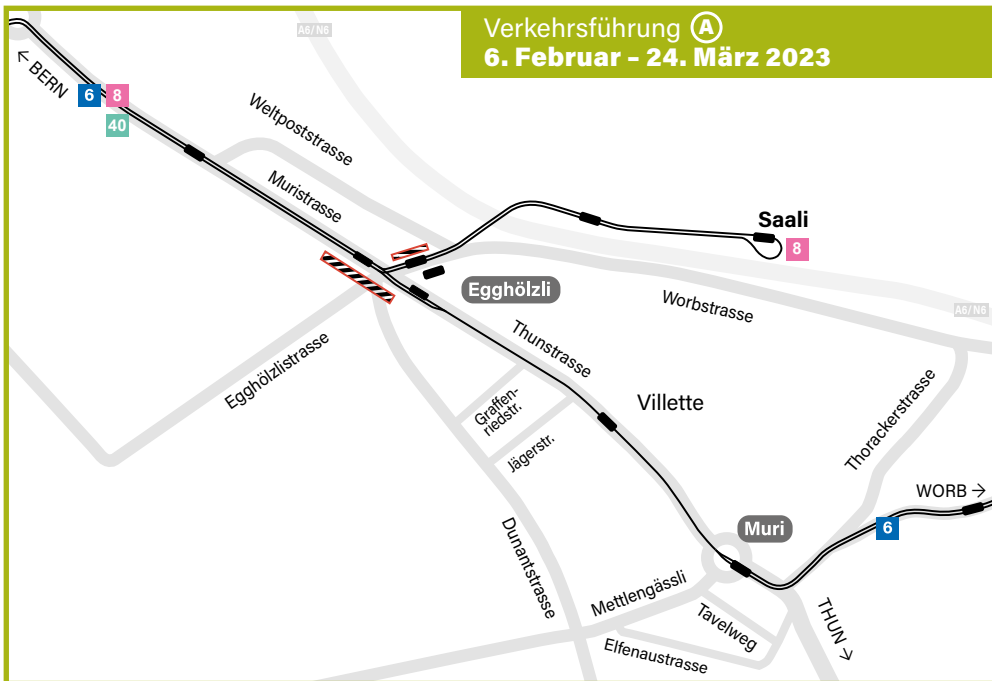 Verkehrsführung A
6. Februar – 24. März 2023
A6/N6
← BERN
6 8
40
Weltpoststrasse
Muristrasse
Saali
8
Egghölzli
Worbstrasse
A6/N6
Thunstrasse
Egghölzlistrasse
Villette
Graffen-
riedstr.
Jägerstr.
Thorackerstrasse
WORB →
6
Muri
Dunantstrasse
Mettlengässli
Tavelweg
THUN →
Elfenaustrasse